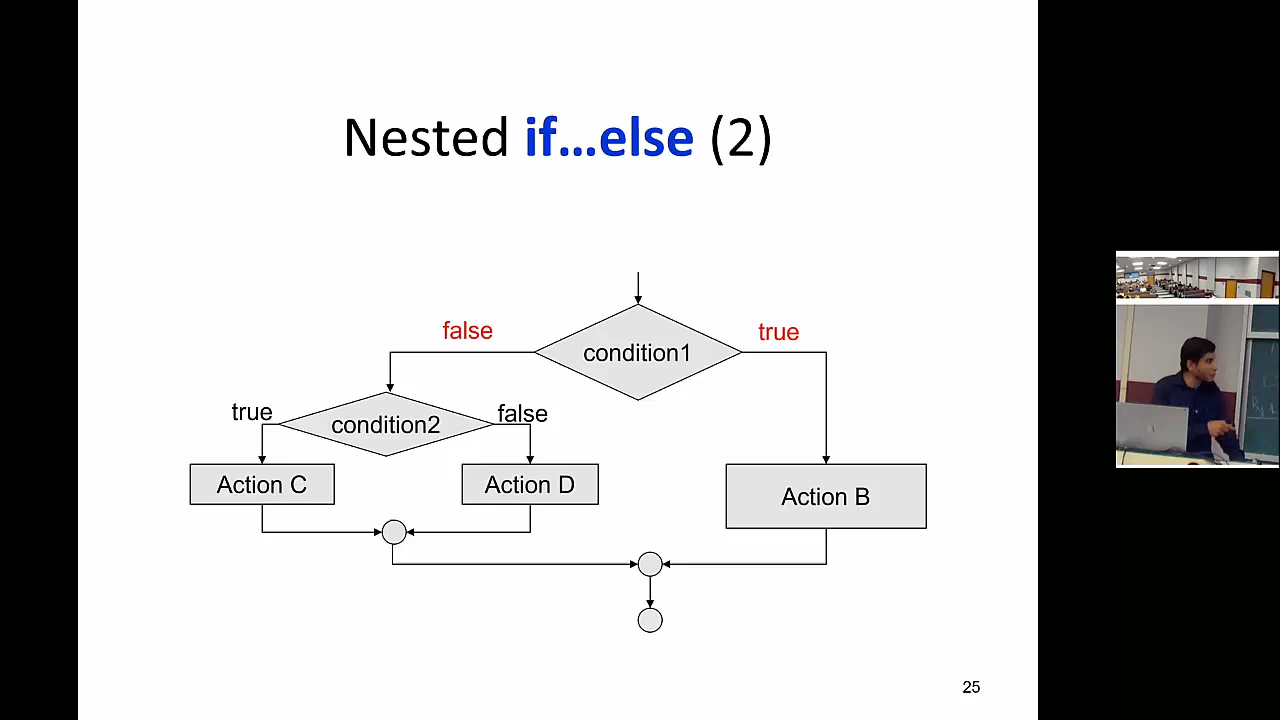 Nested if...else (2)
false
true
condition1
true
condition2
false
Action C
Action D
Action B
25